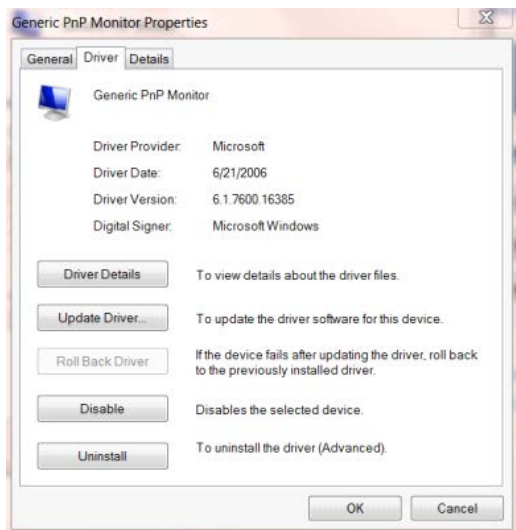 Generic PnP Monitor Properties
General Driver Details
Generic PnP Monitor
Driver Provider: Microsoft
Driver Date: 6/21/2006
Driver Version: 6.1.7600.16385
Digital Signer: Microsoft Windows
Driver Details To view details about the driver files.
Update Driver... To update the driver software for this device.
Roll Back Driver If the device fails after updating the driver, roll back
to the previously installed driver.
Disable Disables the selected device.
Uninstall To uninstall the driver (Advanced).
OK Cancel